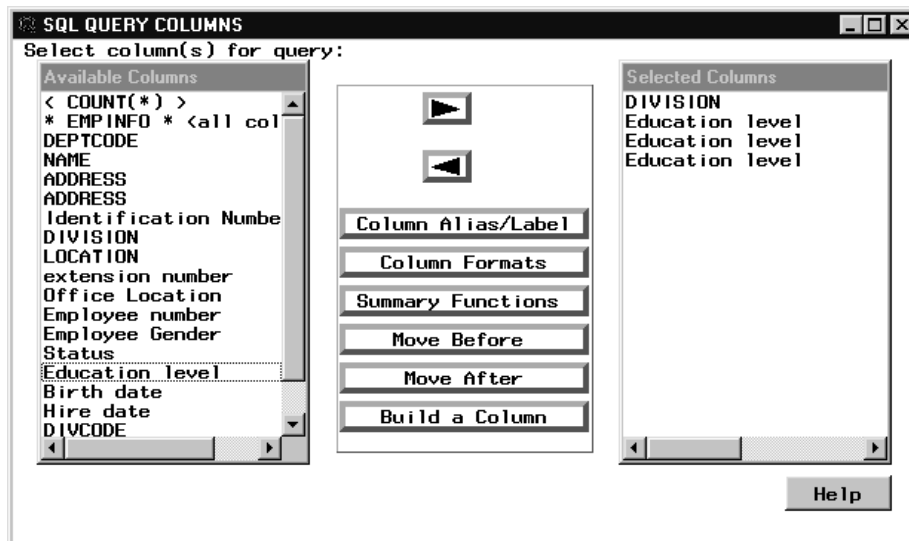 SQL QUERY COLUMNS
Select column(s) for query:
Available Columns
< COUNT(*) >
* EMPINFO * <all col
DEPTCODE
NAME
ADDRESS
ADDRESS
Identification Numbe
DIVISION
LOCATION
extension number
Office Location
Employee number
Employee Gender
Status
Education level
Birth date
Hire date
DIVCODE
Column Alias/Label
Column Formats
Summary Functions
Move Before
Move After
Build a Column
Selected Columns
DIVISION
Education level
Education level
Education level
Help